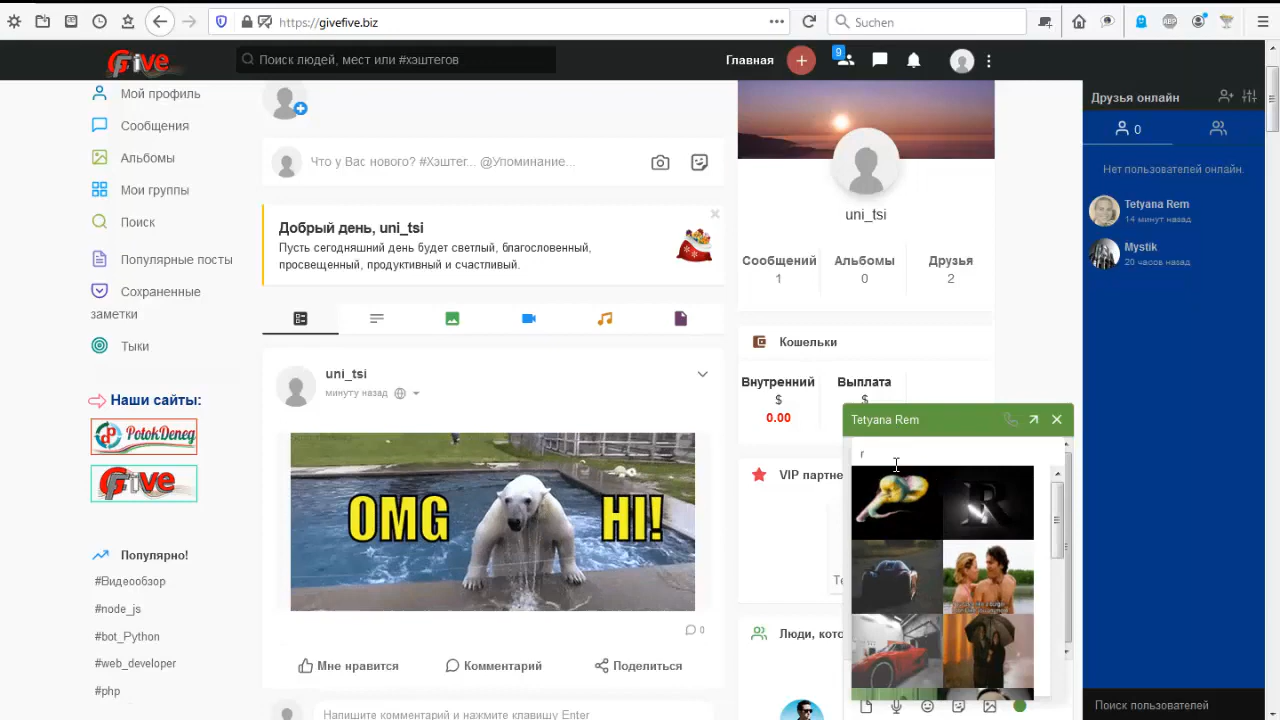 https://givefive.biz
Suchen
Five
Поиск людей, мест или #хэштегов
Главная
9
Мой профиль
Сообщения
Альбомы
Мои группы
Поиск
Популярные посты
Сохраненные
заметки
Тыки
Наши сайты:
PotokDeneg
Five
Популярно!
#Видеообзор
#node_js
#bot_Python
#web_developer
#php
Что у Вас нового? #Хэштег... @Упоминание...
Добрый день, uni_tsi
Пусть сегодняшний день будет светлый, благословенный,
просвещенный, продуктивный и счастливый.
uni_tsi
минуту назад
OMG HI!
0
Мне нравится
Комментарий
Поделиться
Напишите комментарий и нажмите клавишу Enter
uni_tsi
Сообщений Альбомы Друзья
1 0 2
Кошельки
Внутренний Выплата
$ $
0.00
VIP партне
Те
Люди, кото
Tetyana Rem
r
R
Друзья онлайн
0
Нет пользователей онлайн.
Tetyana Rem
14 минут назад
Mystik
20 часов назад
Поиск пользователей